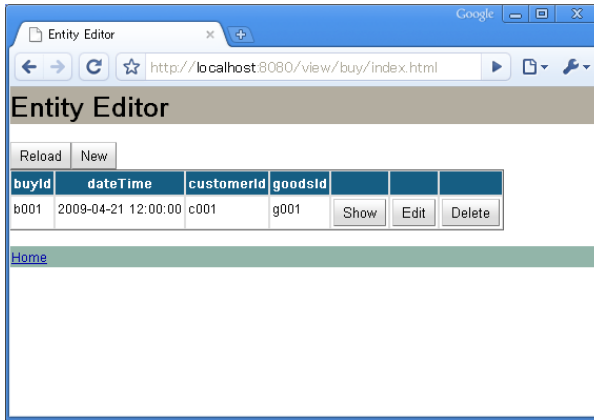 Google
Entity Editor
http://localhost:8080/view/buy/index.html
Entity Editor
Reload New
buyId dateTime customerId goodsId
b001 2009-04-21 12:00:00 c001 g001 Show Edit Delete
Home